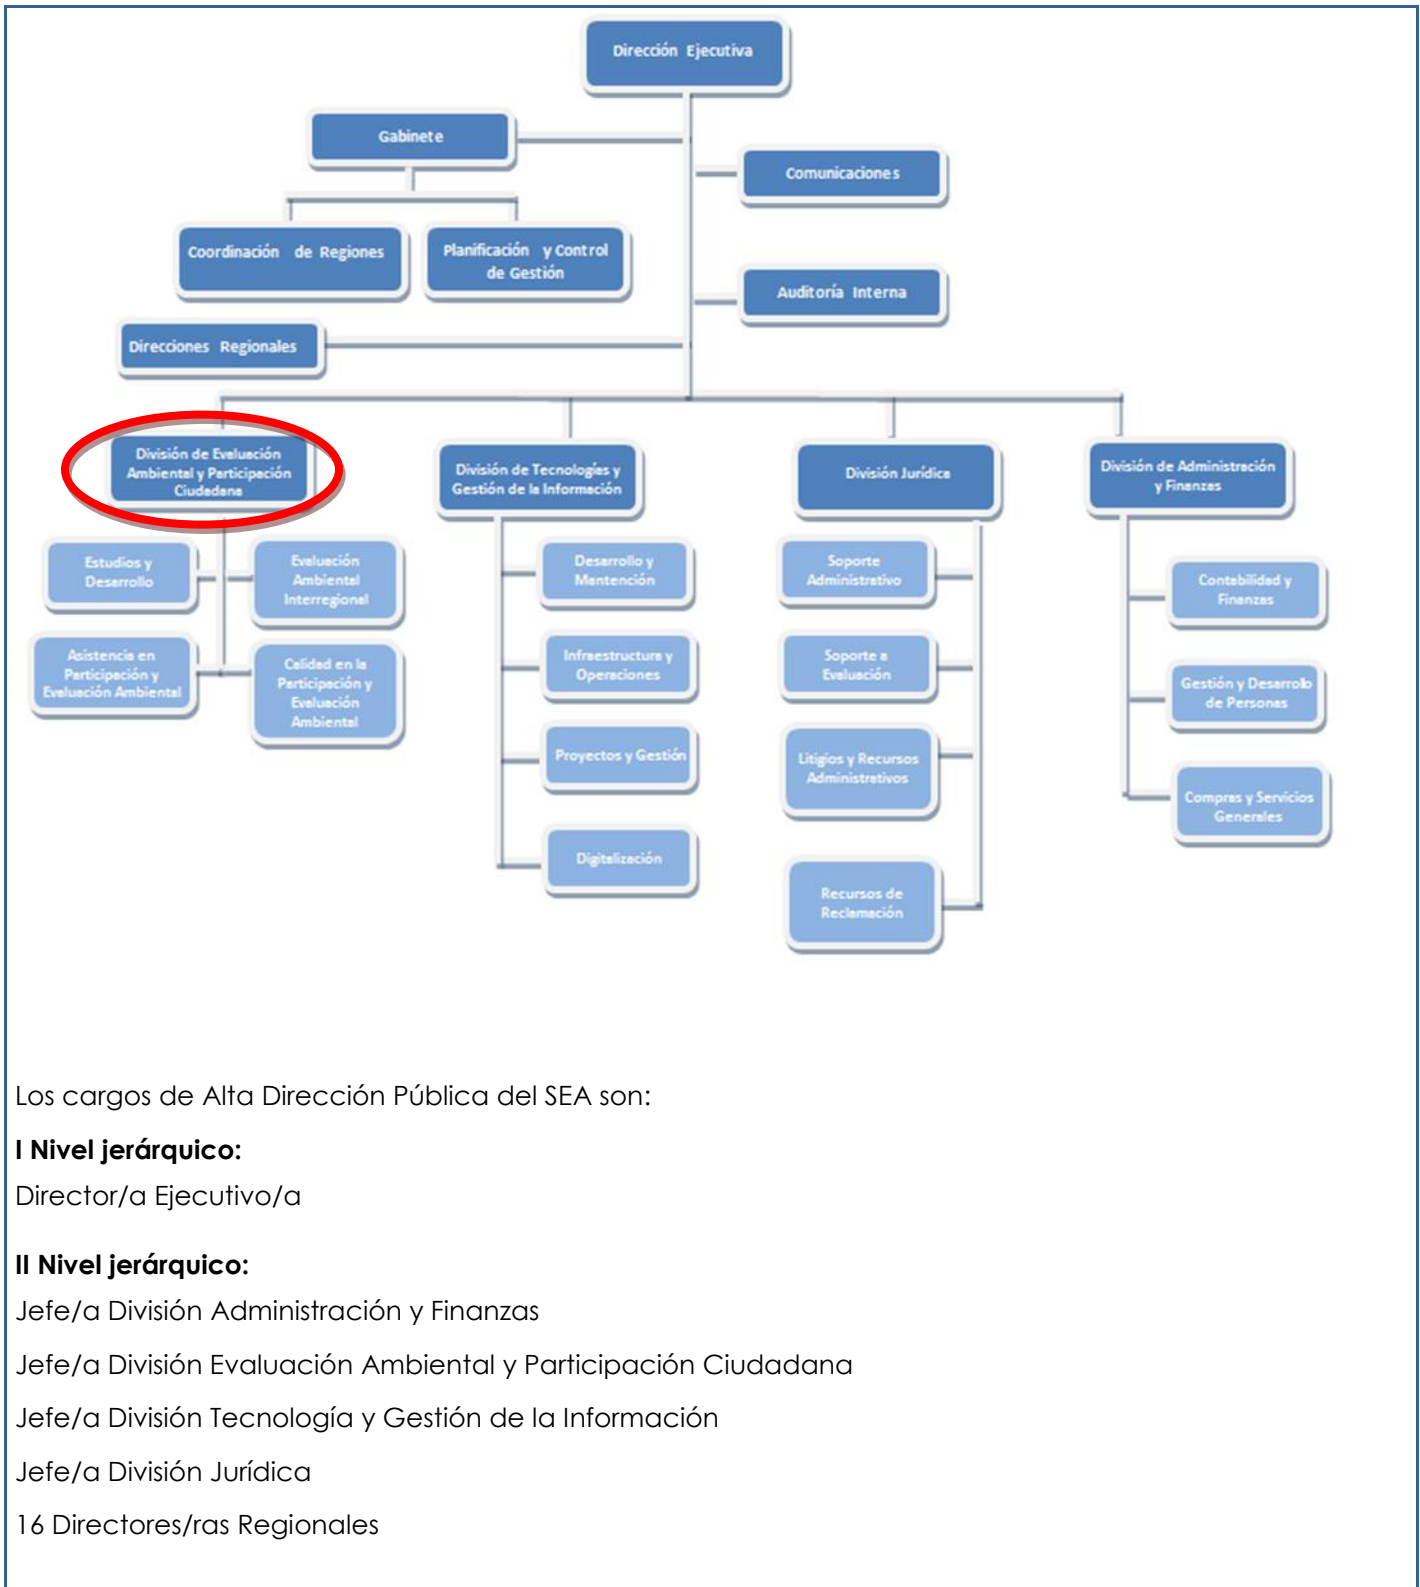 Dirección Ejecutiva
Gabinete
Comunicaciones
Coordinación de Regiones
Planificación y Control
de Gestión
Auditoría Interna
Direcciones Regionales
División de Evaluación
Ambiental y Participación
Ciudadana
División de Tecnologías y
Gestión de la Información
División Jurídica
División de Administración
y Finanzas
Estudios y
Desarrollo
Evaluación
Ambiental
Interregional
Asistencia en
Participación y
Evaluación Ambiental
Calidad en la
Participación y
Evaluación
Ambiental
Desarrollo y
Mantención
Infraestructura y
Operaciones
Proyectos y Gestión
Digitalización
Soporte
Administrativo
Soporte a
Evaluación
Litigios y Recursos
Administrativos
Recursos de
Reclamación
Contabilidad y
Finanzas
Gestión y Desarrollo
de Personas
Compras y Servicios
Generales
Los cargos de Alta Dirección Pública del SEA son:
I Nivel jerárquico:
Director/a Ejecutivo/a
II Nivel jerárquico:
Jefe/a División Administración y Finanzas
Jefe/a División Evaluación Ambiental y Participación Ciudadana
Jefe/a División Tecnología y Gestión de la Información
Jefe/a División Jurídica
16 Directores/ras Regionales